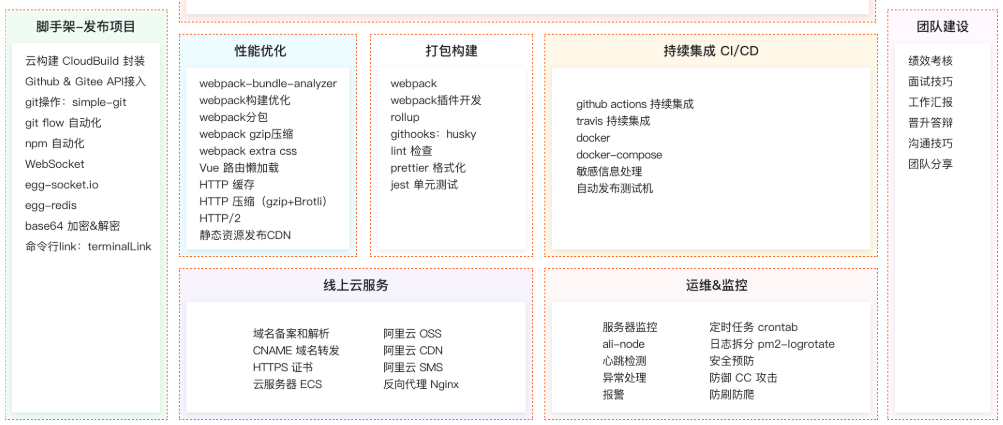 脚手架-发布项目
云构建 CloudBuild 封装
Github & Gitee API接入
git操作：simple-git
git flow 自动化
npm 自动化
WebSocket
egg-socket.io
egg-redis
base64 加密&解密
命令行link：terminalLink
性能优化
webpack-bundle-analyzer
webpack构建优化
webpack分包
webpack gzip压缩
webpack extra css
Vue 路由懒加载
HTTP 缓存
HTTP 压缩（gzip+Brotli）
HTTP/2
静态资源发布CDN
打包构建
webpack
webpack插件开发
rollup
githooks：husky
lint 检查
prettier 格式化
jest 单元测试
持续集成 CI/CD
github actions 持续集成
travis 持续集成
docker
docker-compose
敏感信息处理
自动发布测试机
线上云服务
域名备案和解析
CNAME 域名转发
HTTPS 证书
云服务器 ECS
阿里云 OSS
阿里云 CDN
阿里云 SMS
反向代理 Nginx
运维&监控
服务器监控
ali-node
心跳检测
异常处理
报警
定时任务 crontab
日志拆分 pm2-logrotate
安全预防
防御 CC 攻击
防刷防爬
团队建设
绩效考核
面试技巧
工作汇报
晋升答辩
沟通技巧
团队分享